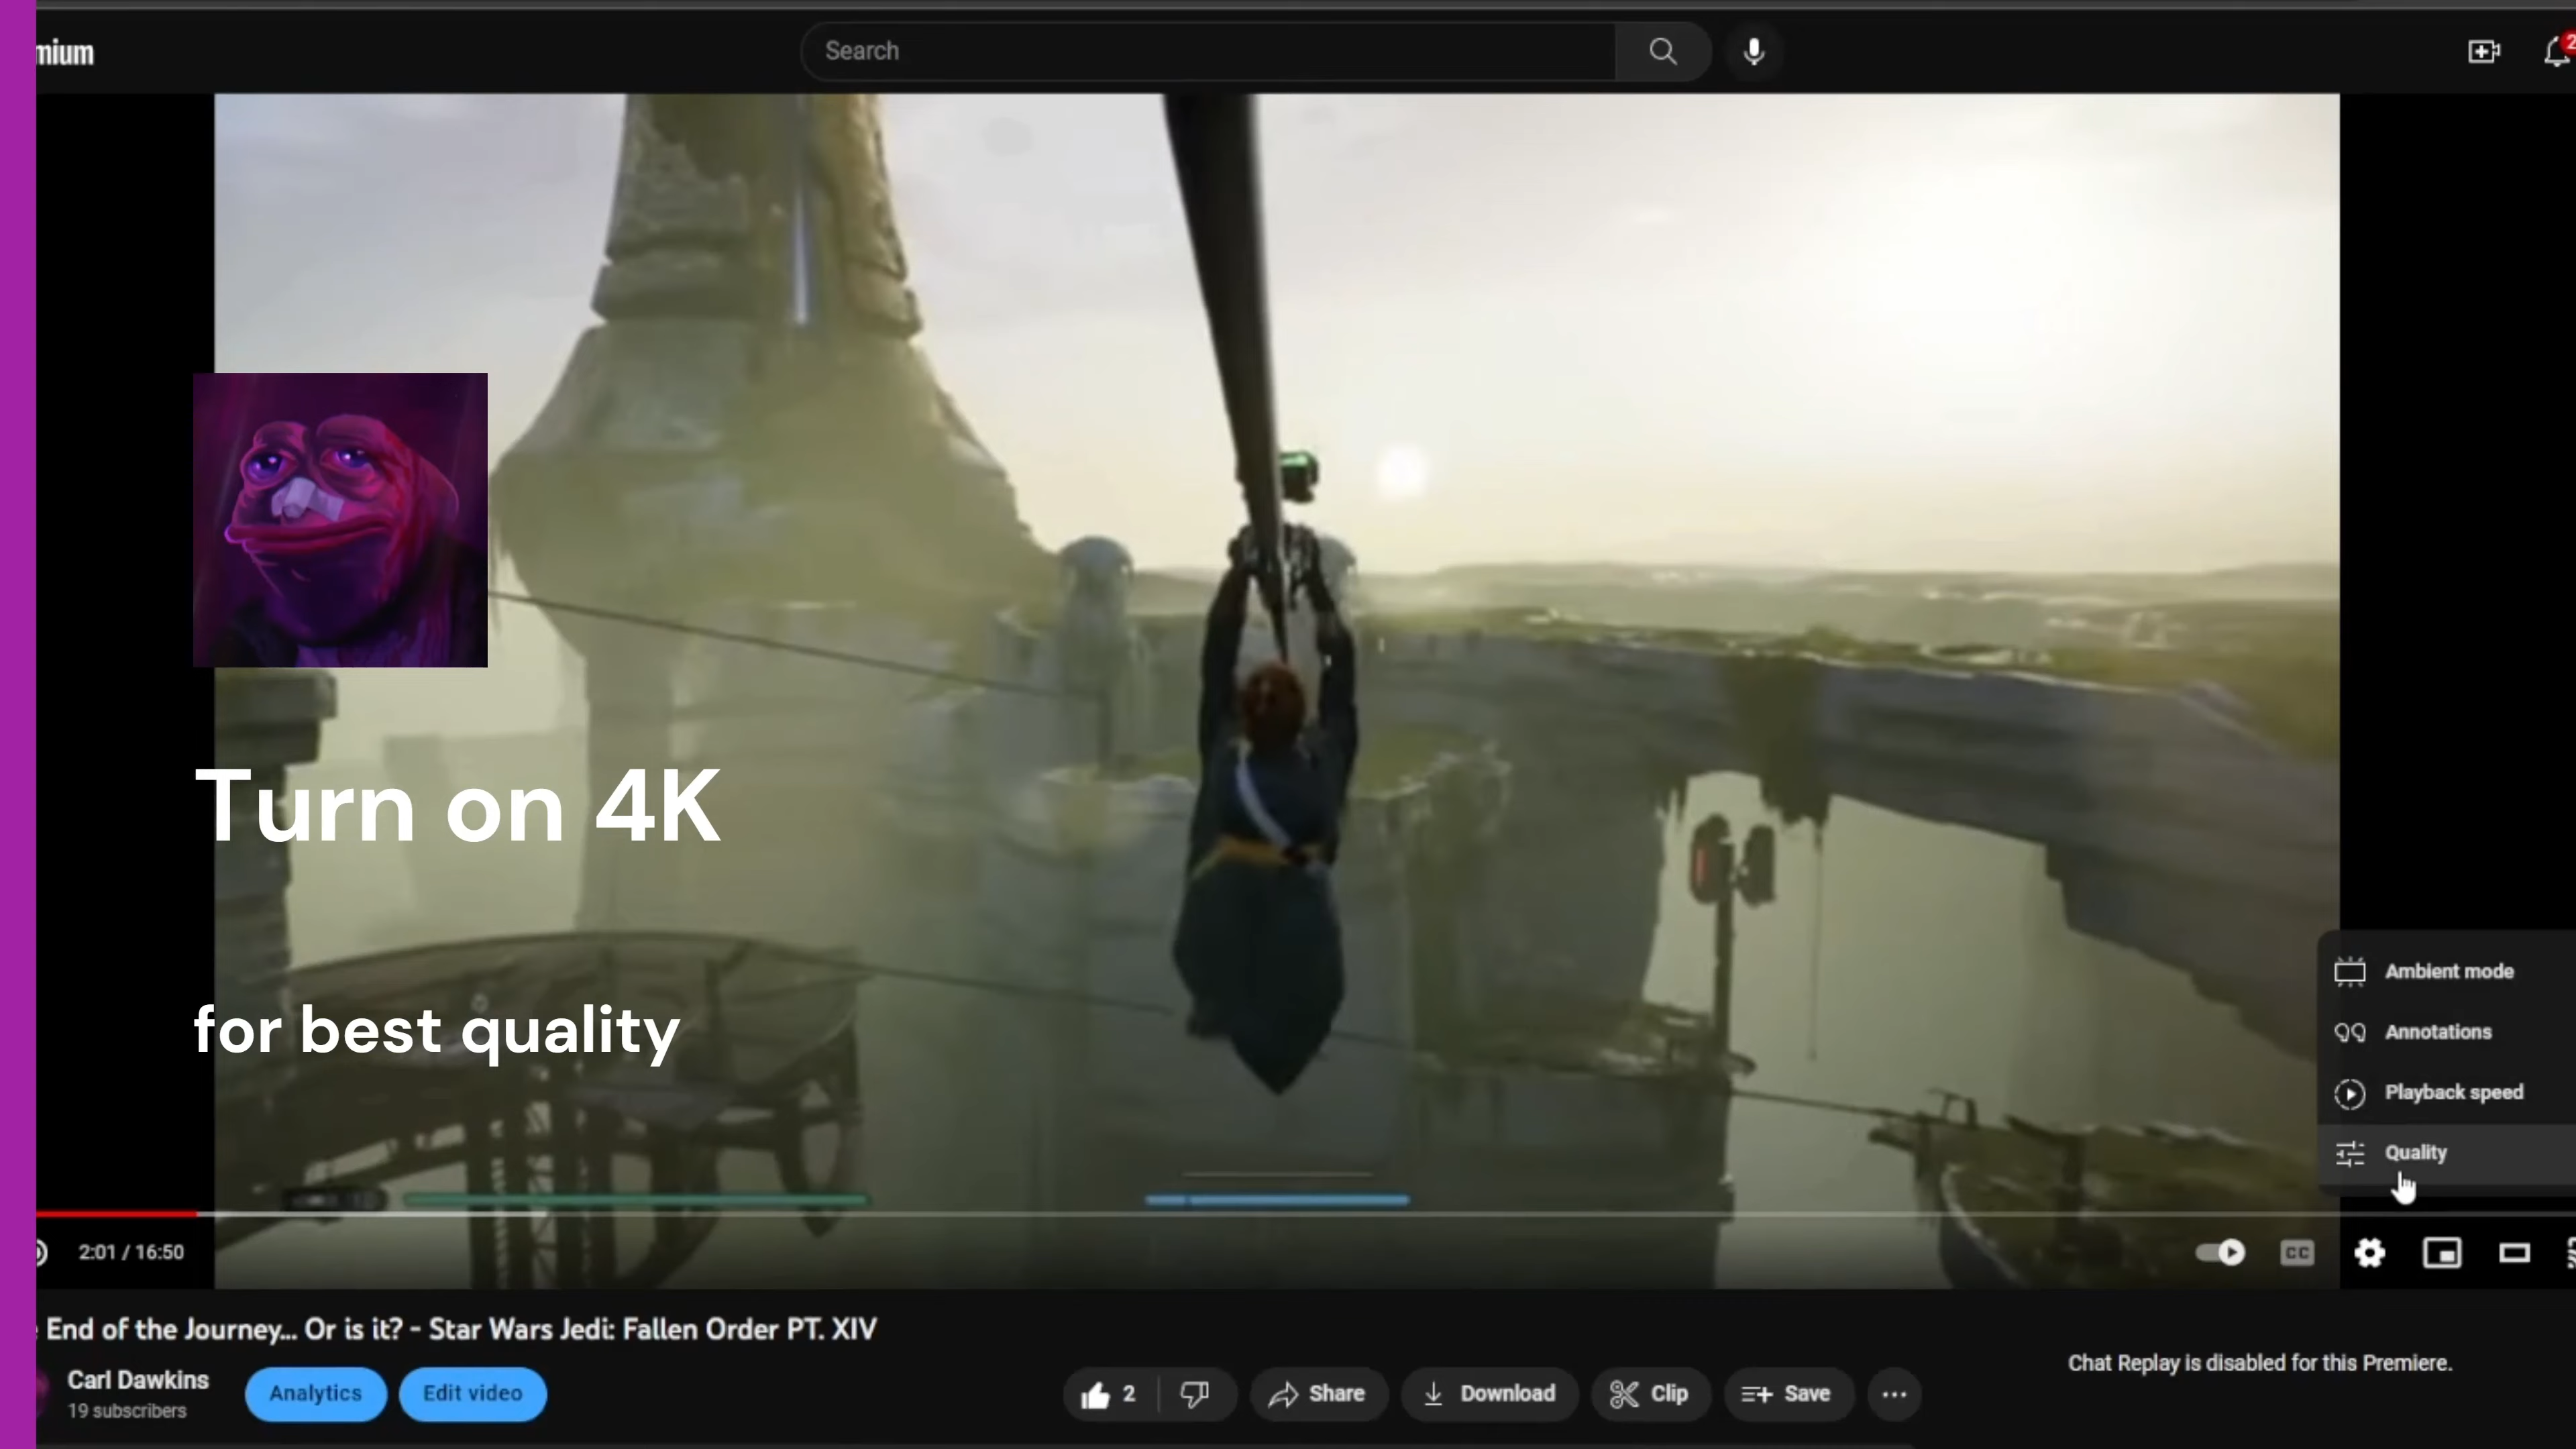 mium
Search
2
Turn on 4K
for best quality
Ambient mode
Annotations
Playback speed
Quality
2:01 / 16:50
CC
End of the Journey... Or is it? - Star Wars Jedi: Fallen Order PT. XIV
Chat Replay is disabled for this Premiere.
Carl Dawkins
19 subscribers
Analytics
Edit video
2
Share
Download
Clip
Save